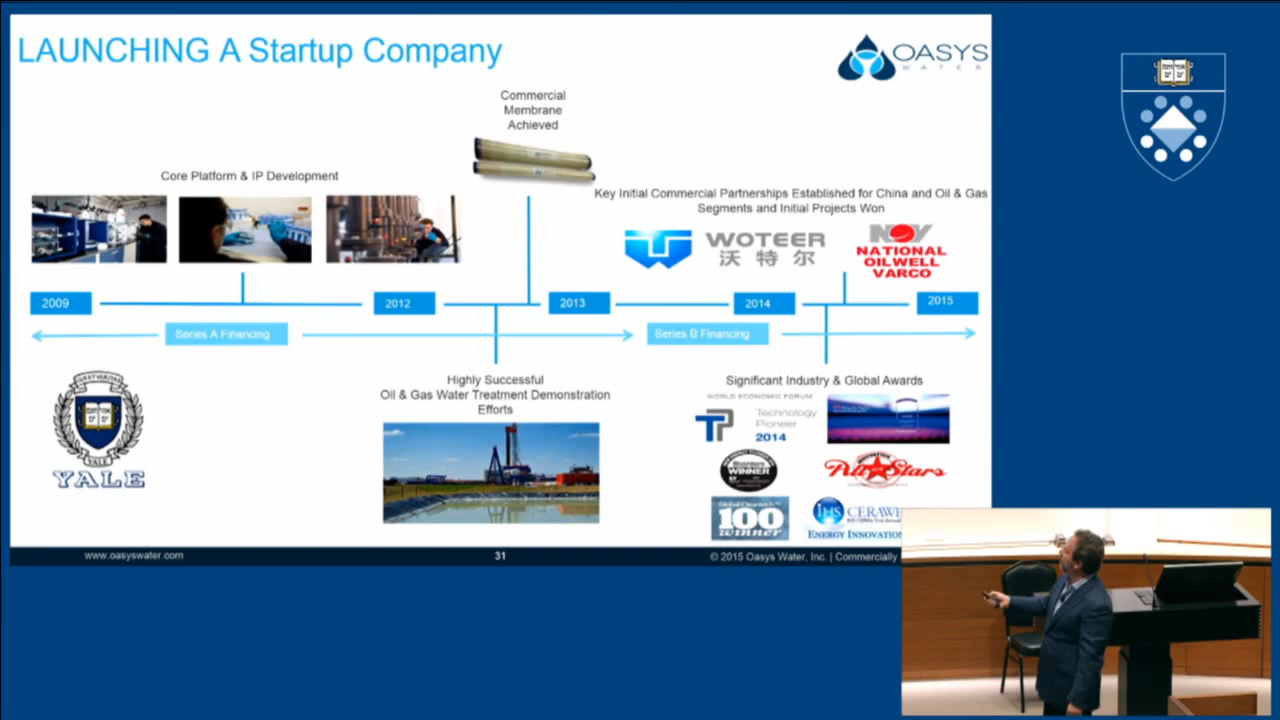 LAUNCHING A Startup Company
OASYS
WATER
Commercial
Membrane
Achieved
Core Platform & IP Development
Key Initial Commercial Partnerships Established for China and Oil & Gas
Segments and Initial Projects Won
WOTEER
沃特尔
NOV
NATIONAL
OILWELL
VARCO
2009
2012
2013
2014
2015
Series A Financing
Series B Financing
YALE
Highly Successful
Oil & Gas Water Treatment Demonstration
Efforts
Significant Industry & Global Awards
WORLD ECONOMIC FORUM
TP
Technology
Pioneer
2014
WINNER
All Stars
Global Cleantech
100
winner
IHS CERAWE
ENERGY INNOVATION
www.oasyswater.com
31
© 2015 Oasys Water, Inc. | Commercially